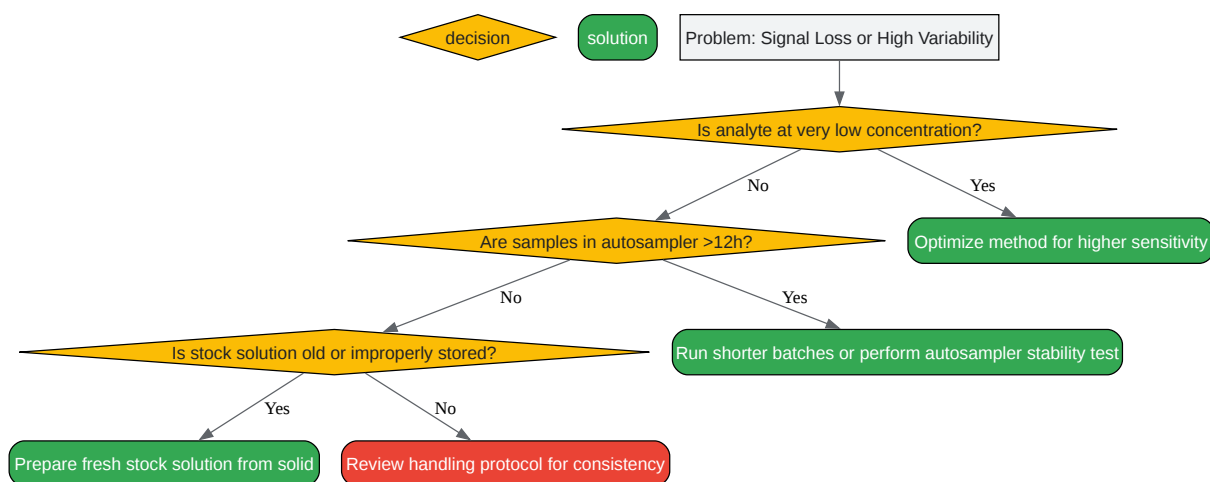 decision
solution
Problem: Signal Loss or High Variability
Is analyte at very low concentration?
No
Yes
Are samples in autosampler >12h?
Optimize method for higher sensitivity
No
Yes
Is stock solution old or improperly stored?
Run shorter batches or perform autosampler stability test
Yes
No
Prepare fresh stock solution from solid
Review handling protocol for consistency